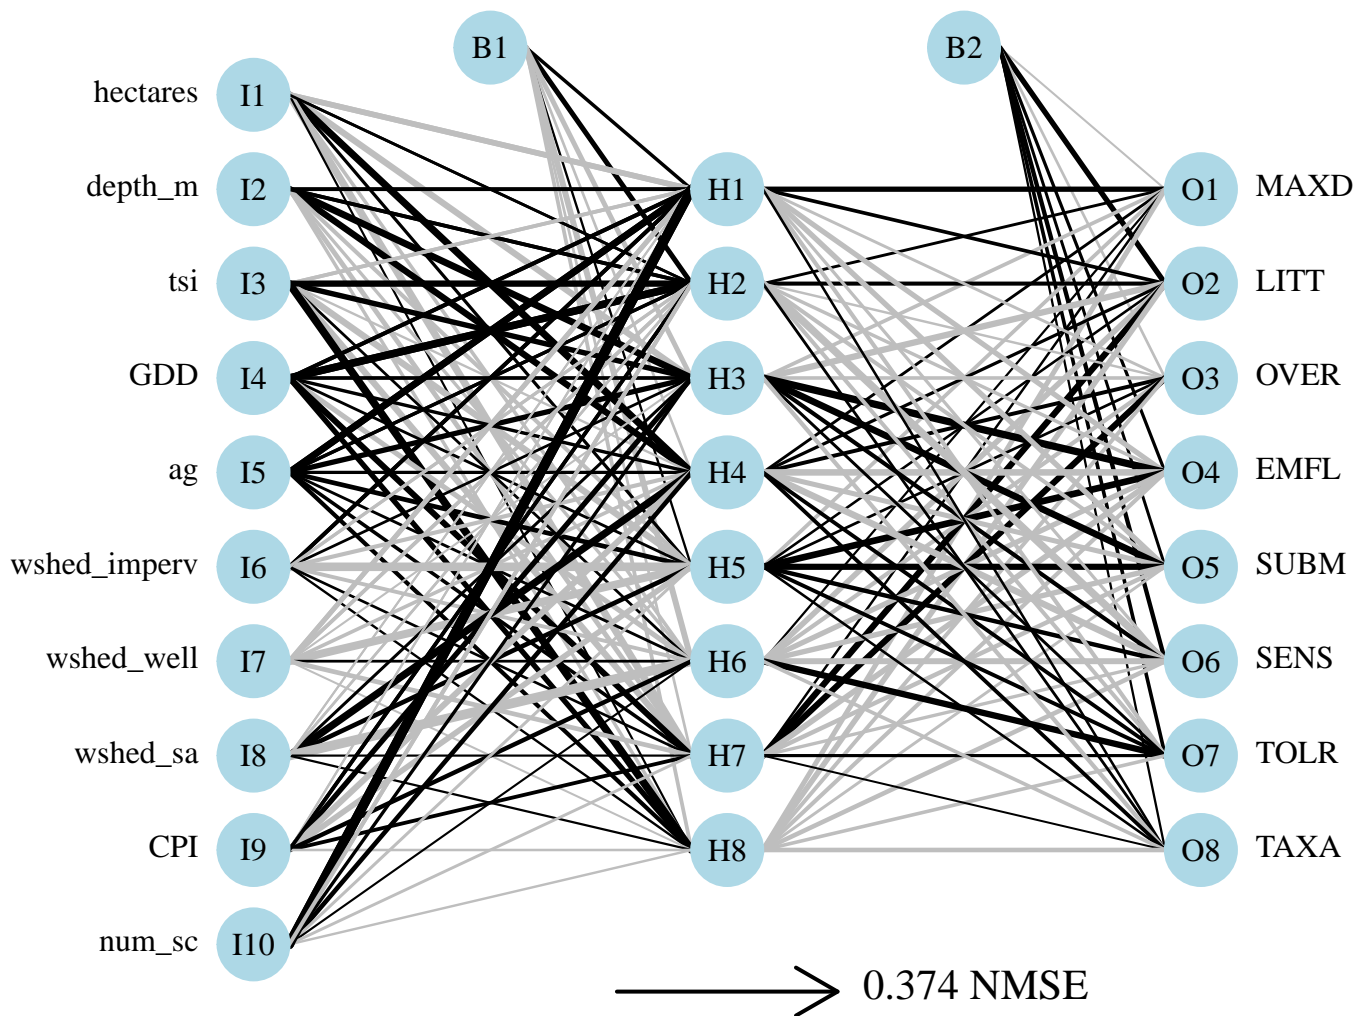 B1 B2
hectares I1
depth_m I2 H1 O1 MAXD
tsi I3 H2 O2 LITT
GDD I4 H3 O3 OVER
ag I5 H4 O4 EMFL
wshed_imperv I6 H5 O5 SUBM
wshed_well I7 H6 O6 SENS
wshed_sa I8 H7 O7 TOLR
CPI I9 H8 O8 TAXA
num_sc I10
0.374 NMSE